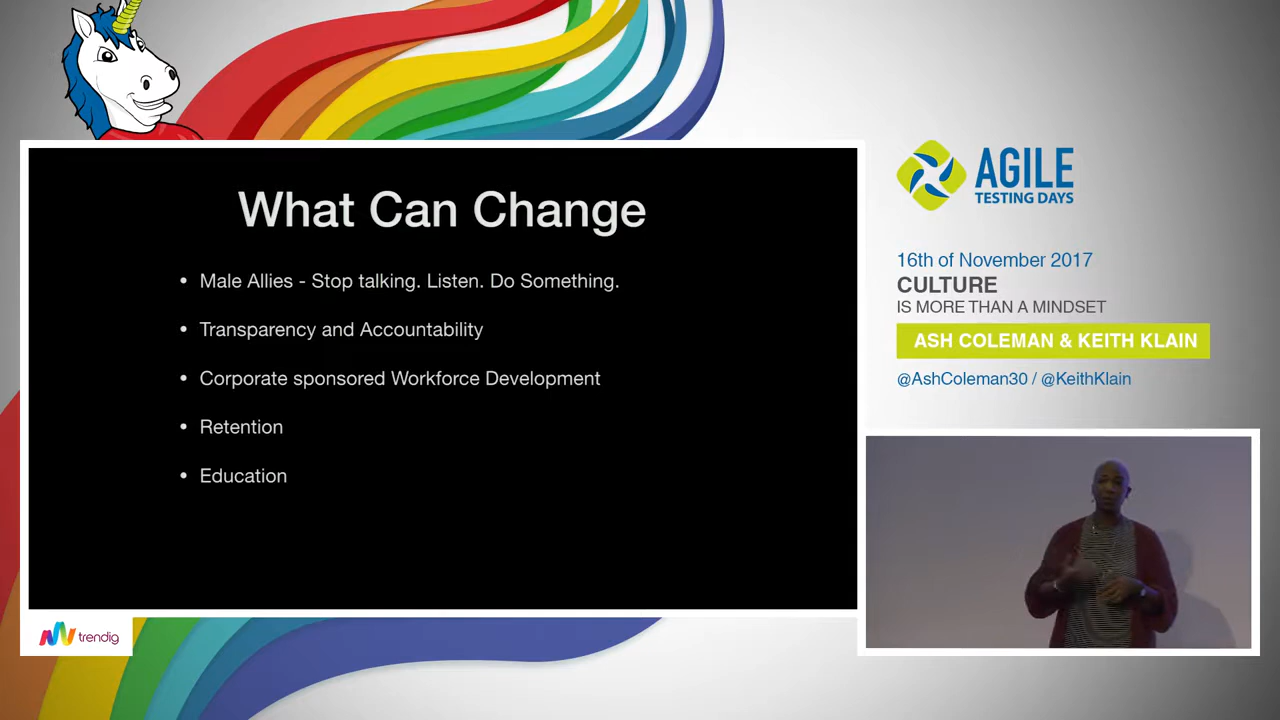 What Can Change
• Male Allies - Stop talking. Listen. Do Something.
• Transparency and Accountability
• Corporate sponsored Workforce Development
• Retention
• Education
AGILE
TESTING DAYS
16th of November 2017
CULTURE
IS MORE THAN A MINDSET
ASH COLEMAN & KEITH KLAIN
@AshColeman30 / @KeithKlain
trendig